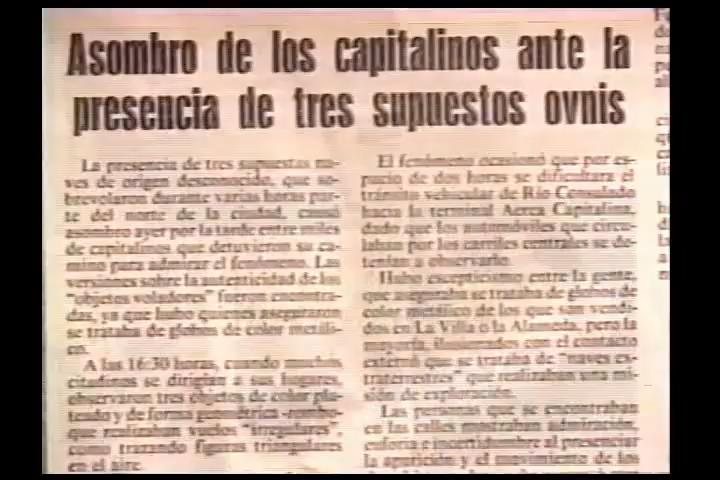 Asombro de los capitalinos ante la
presencia de tres supuestos ovnis
La presencia de tres supuestas na-
ves de origen desconocido, que so-
brevolaron durante varias horas par-
te del norte de la ciudad, causó
asombro ayer por la tarde entre miles
de capitalinos que detuvieron su ca-
mino para admirar el fenómeno. Las
versiones sobre la autenticidad de los
"objetos voladores" fueron encontra-
das, ya que hubo quienes aseguraron
se trataba de globos de color metáli-
co.
A las 16:30 horas, cuando muchos
citadinos se dirigían a sus hogares,
observaron tres objetos de color pla-
teado y de forma geométrica -rombo-
que realizaban vuelos "irregulares",
como trazando figuras triangulares
en el aire.
El fenómeno ocasionó que por es-
pacio de dos horas se dificultara el
tránsito vehicular de Río Consulado
hacia la terminal Aérea Capitalina,
dado que los automóviles que circu-
laban por los carriles centrales se de-
tenían a observarlo.
Hubo escepticismo entre la gente,
que aseguraba se trataba de globos de
color metálico de los que son vendi-
dos en La Villa o la Alameda, pero la
mayoría, ilusionados con el contacto
externó que se trataba de "naves ex-
traterrestres" que realizaban una mi-
sión de exploración.
Las personas que se encontraban
en las calles mostraban admiración,
euforia e incertidumbre al presenciar
la aparición y el movimiento de los